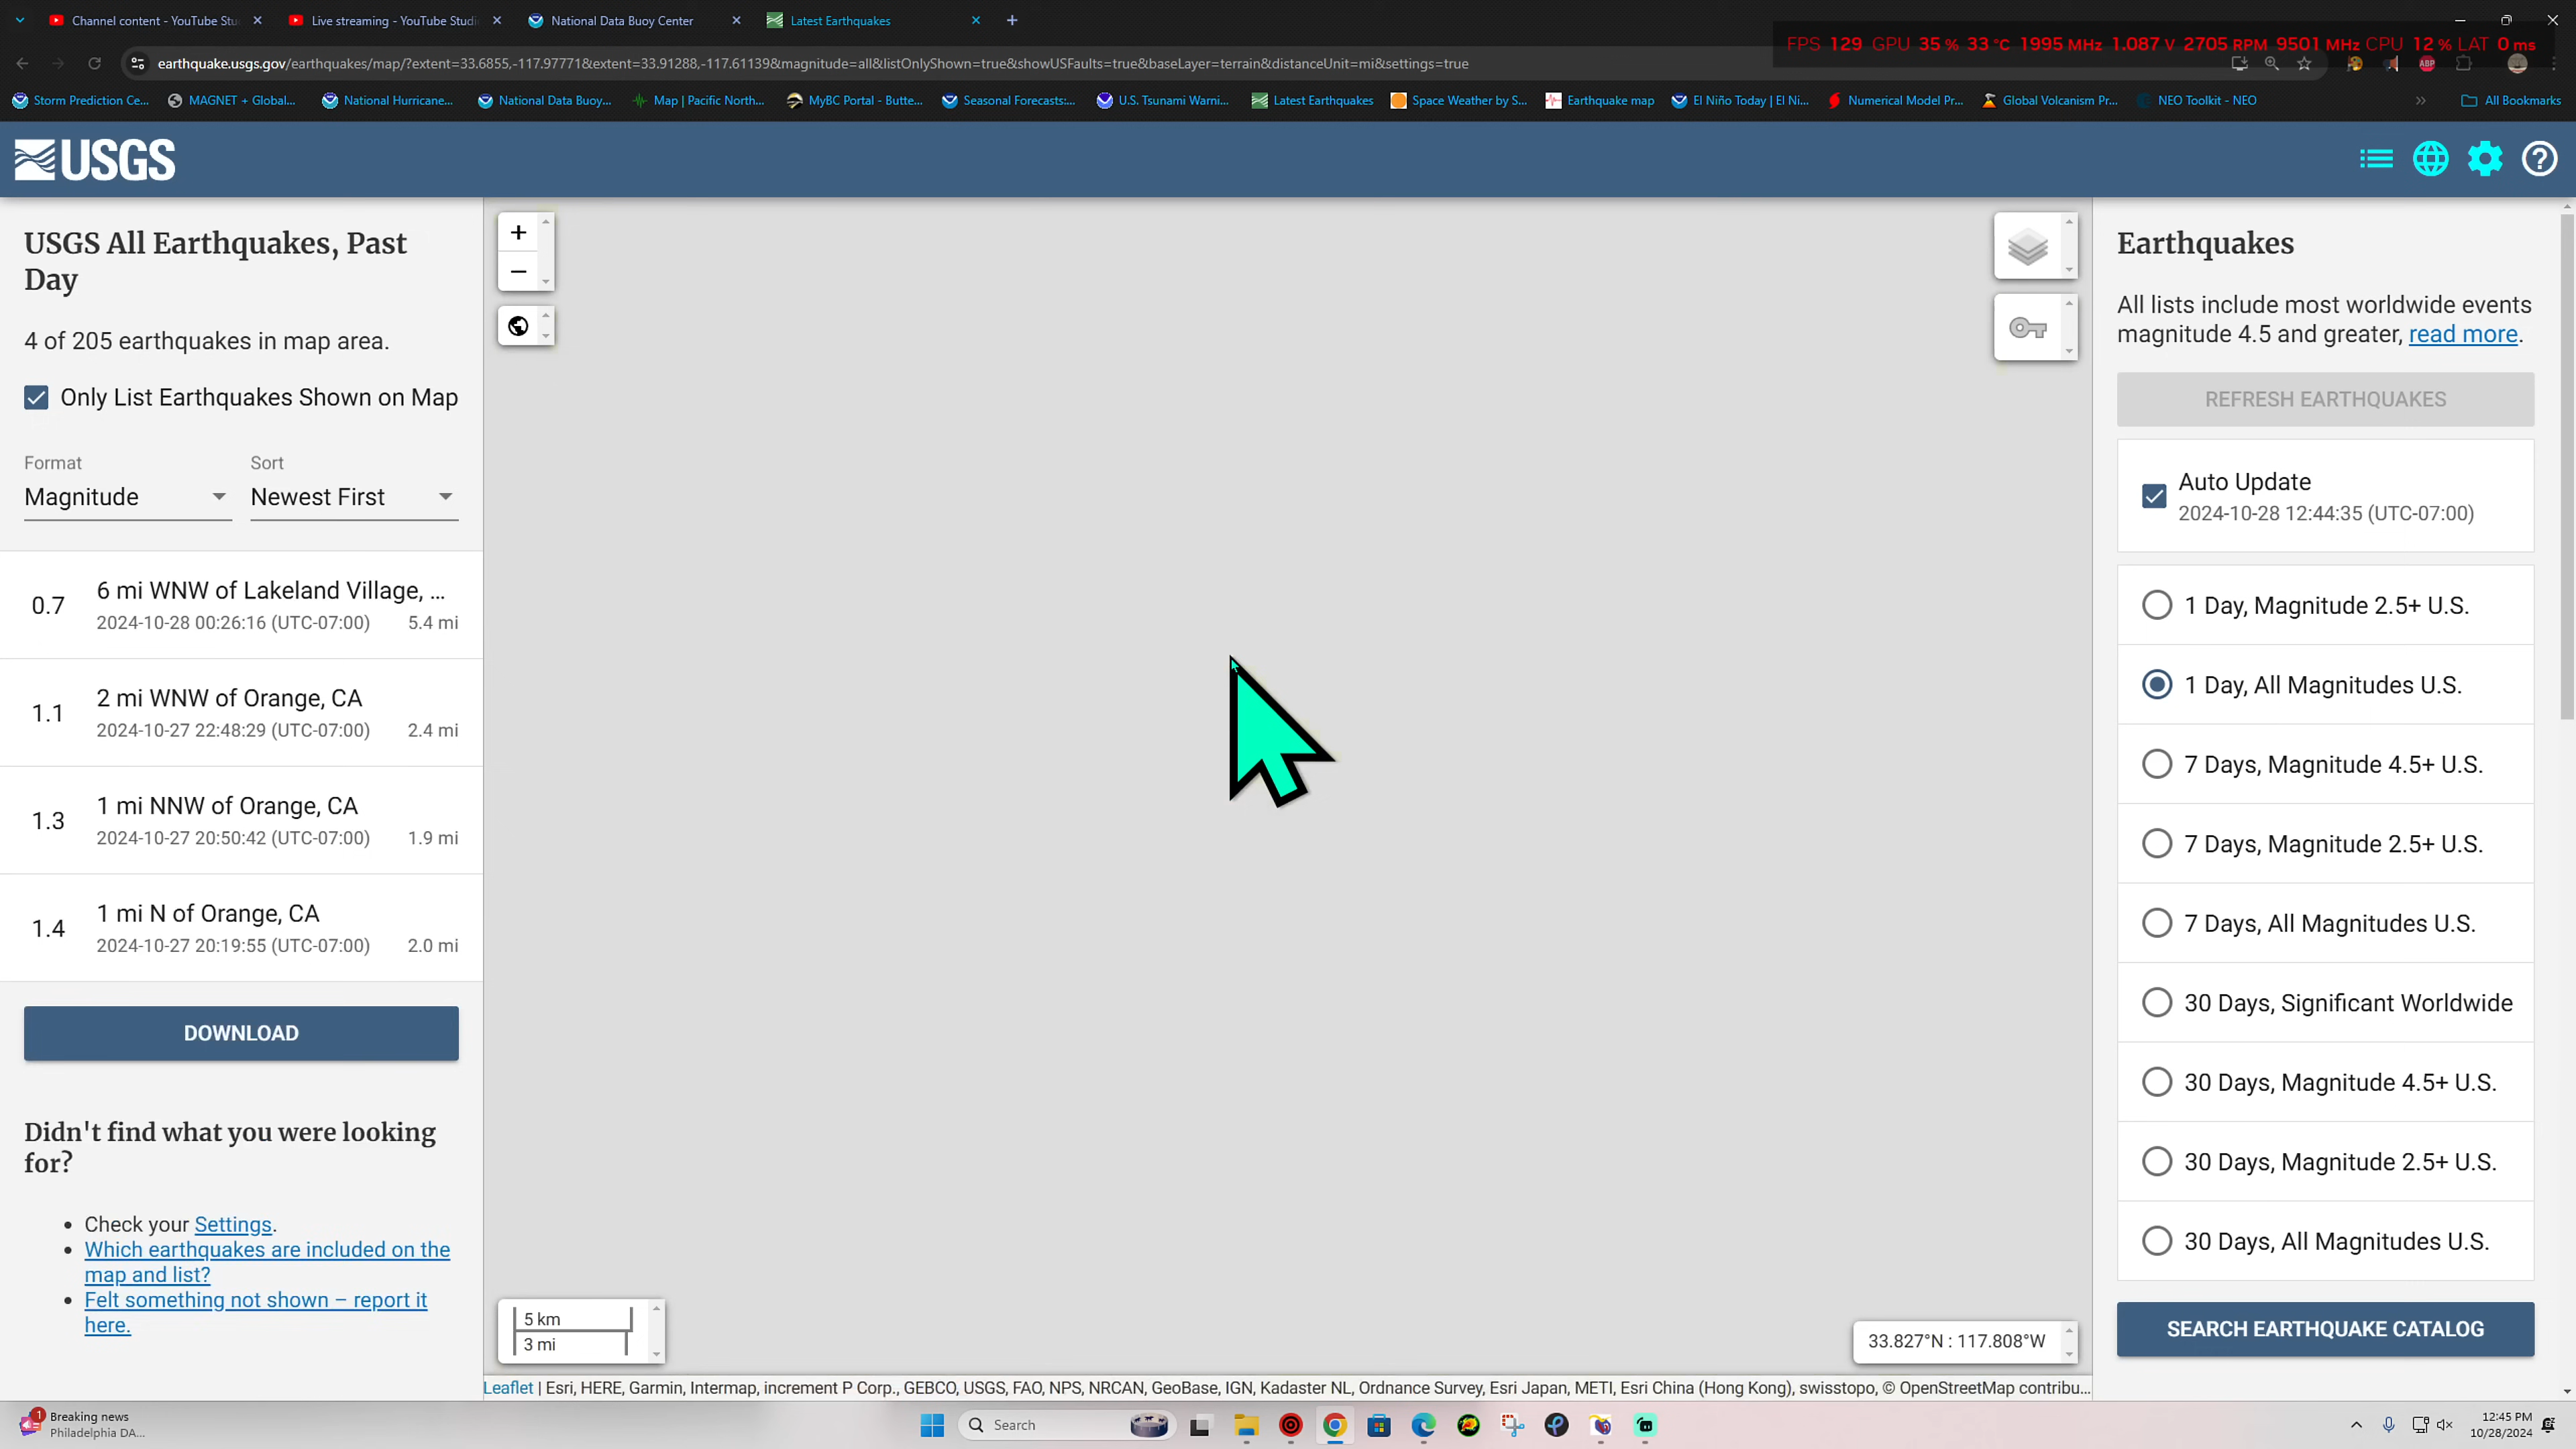 Channel content - YouTube Stu
Live streaming - YouTube Studi
National Data Buoy Center
Latest Earthquakes
FPS 129 GPU 35 % 33 °C 1995 MHz 1.087 V 2705 RPM 9501 MHz CPU 12 % LAT 0 ms
earthquake.usgs.gov/earthquakes/map/?extent=33.6855,-117.97771&extent=33.91288,-117.61139&magnitude=all&listOnlyShown=true&showUSFaults=true&baseLayer=terrain&distanceUnit=mi&settings=true
ABP
Storm Prediction Ce...
MAGNET + Global...
National Hurricane...
National Data Buoy...
Map | Pacific North...
MyBC Portal - Butte...
Seasonal Forecasts:...
U.S. Tsunami Warni...
Latest Earthquakes
Space Weather by S...
Earthquake map
El Niño Today | El Ni...
Numerical Model Pr...
Global Volcanism Pr...
NEO Toolkit - NEO
»
All Bookmarks
USGS
USGS All Earthquakes, Past
Day
4 of 205 earthquakes in map area.
Only List Earthquakes Shown on Map
Format
Magnitude
Sort
Newest First
0.7
6 mi WNW of Lakeland Village, ...
2024-10-28 00:26:16 (UTC-07:00) 5.4 mi
1.1
2 mi WNW of Orange, CA
2024-10-27 22:48:29 (UTC-07:00) 2.4 mi
1.3
1 mi NNW of Orange, CA
2024-10-27 20:50:42 (UTC-07:00) 1.9 mi
1.4
1 mi N of Orange, CA
2024-10-27 20:19:55 (UTC-07:00) 2.0 mi
DOWNLOAD
Didn't find what you were looking
for?
• Check your Settings.
• Which earthquakes are included on the
map and list?
• Felt something not shown – report it
here.
+
−
5 km
3 mi
33.827°N : 117.808°W
Leaflet | Esri, HERE, Garmin, Intermap, increment P Corp., GEBCO, USGS, FAO, NPS, NRCAN, GeoBase, IGN, Kadaster NL, Ordnance Survey, Esri Japan, METI, Esri China (Hong Kong), swisstopo, © OpenStreetMap contribu...
Earthquakes
All lists include most worldwide events
magnitude 4.5 and greater, read more.
REFRESH EARTHQUAKES
Auto Update
2024-10-28 12:44:35 (UTC-07:00)
1 Day, Magnitude 2.5+ U.S.
1 Day, All Magnitudes U.S.
7 Days, Magnitude 4.5+ U.S.
7 Days, Magnitude 2.5+ U.S.
7 Days, All Magnitudes U.S.
30 Days, Significant Worldwide
30 Days, Magnitude 4.5+ U.S.
30 Days, Magnitude 2.5+ U.S.
30 Days, All Magnitudes U.S.
SEARCH EARTHQUAKE CATALOG
1
Breaking news
Philadelphia DA...
Search
12:45 PM
10/28/2024